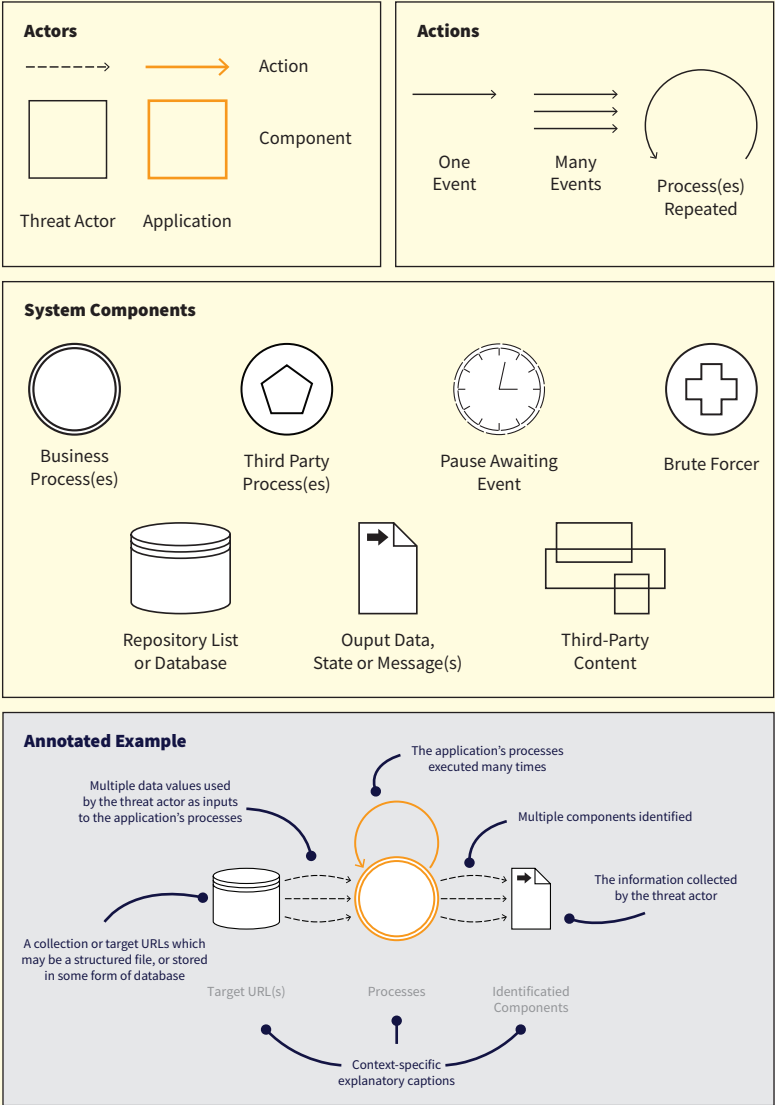 Actors
Action
Component
Threat Actor
Application
Actions
One
Event
Many
Events
Process(es)
Repeated
System Components
Business
Process(es)
Third Party
Process(es)
Pause Awaiting
Event
Brute Forcer
Repository List
or Database
Ouput Data,
State or Message(s)
Third-Party
Content
Annotated Example
The application's processes
executed many times
Multiple data values used
by the threat actor as inputs
to the application's processes
Multiple components identified
The information collected
by the threat actor
A collection or target URLs which
may be a structured file, or stored
in some form of database
Target URL(s)
Processes
Identificatied
Components
Context-specific
explanatory captions